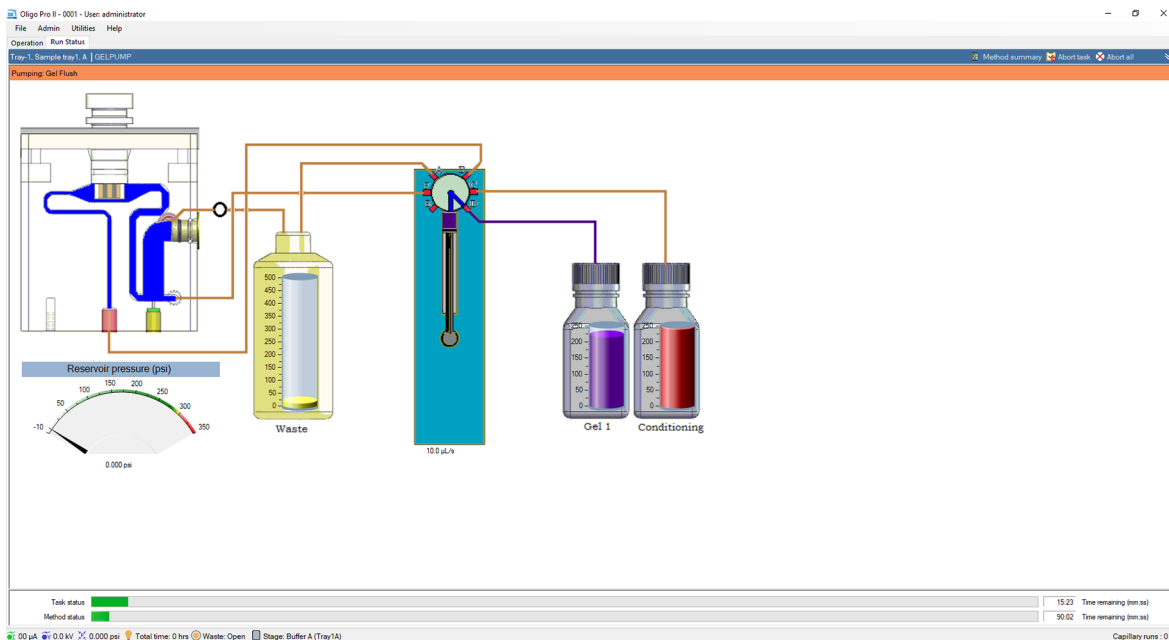 Oligo Pro II - 0001 - User: administrator
File Admin Utilities Help
Operation Run Status
Tray-1, Sample tray1, A | GELPUMP Method summary Abort task Abort all
Pumping: Gel Flush
500
450
400
350
300
250
200
150
100
50
0
Waste
10.0 µL/s
200
150
100
50
0
Gel 1
200
150
100
50
0
Conditioning
Reservoir pressure (psi)
-10 50 100 150 200 250 300 350
0.000 psi
Task status 15:23 Time remaining (mm:ss)
Method status 90:02 Time remaining (mm:ss)
00 µA 0.0 kV 0.000 psi Total time: 0 hrs Waste: Open Stage: Buffer A (Tray1A) Capillary runs : 0